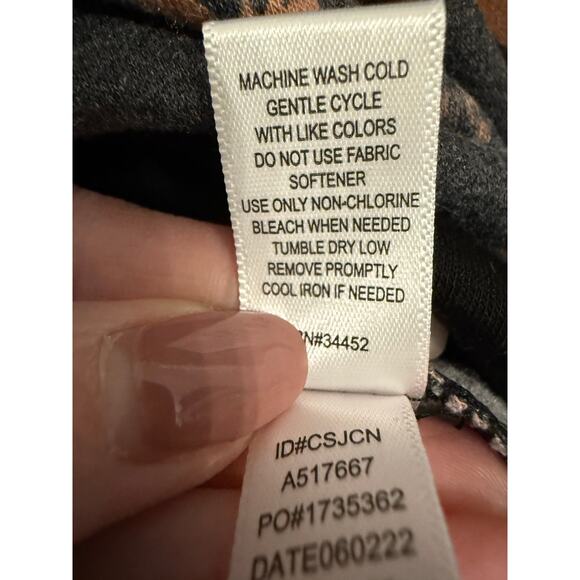 MACHINE WASH COLD
GENTLE CYCLE
WITH LIKE COLORS
DO NOT USE FABRIC
SOFTENER
USE ONLY NON-CHLORINE
BLEACH WHEN NEEDED
TUMBLE DRY LOW
REMOVE PROMPTLY
COOL IRON IF NEEDED
N#34452
ID#CSJCN
A517667
PO#1735362
DATE060222